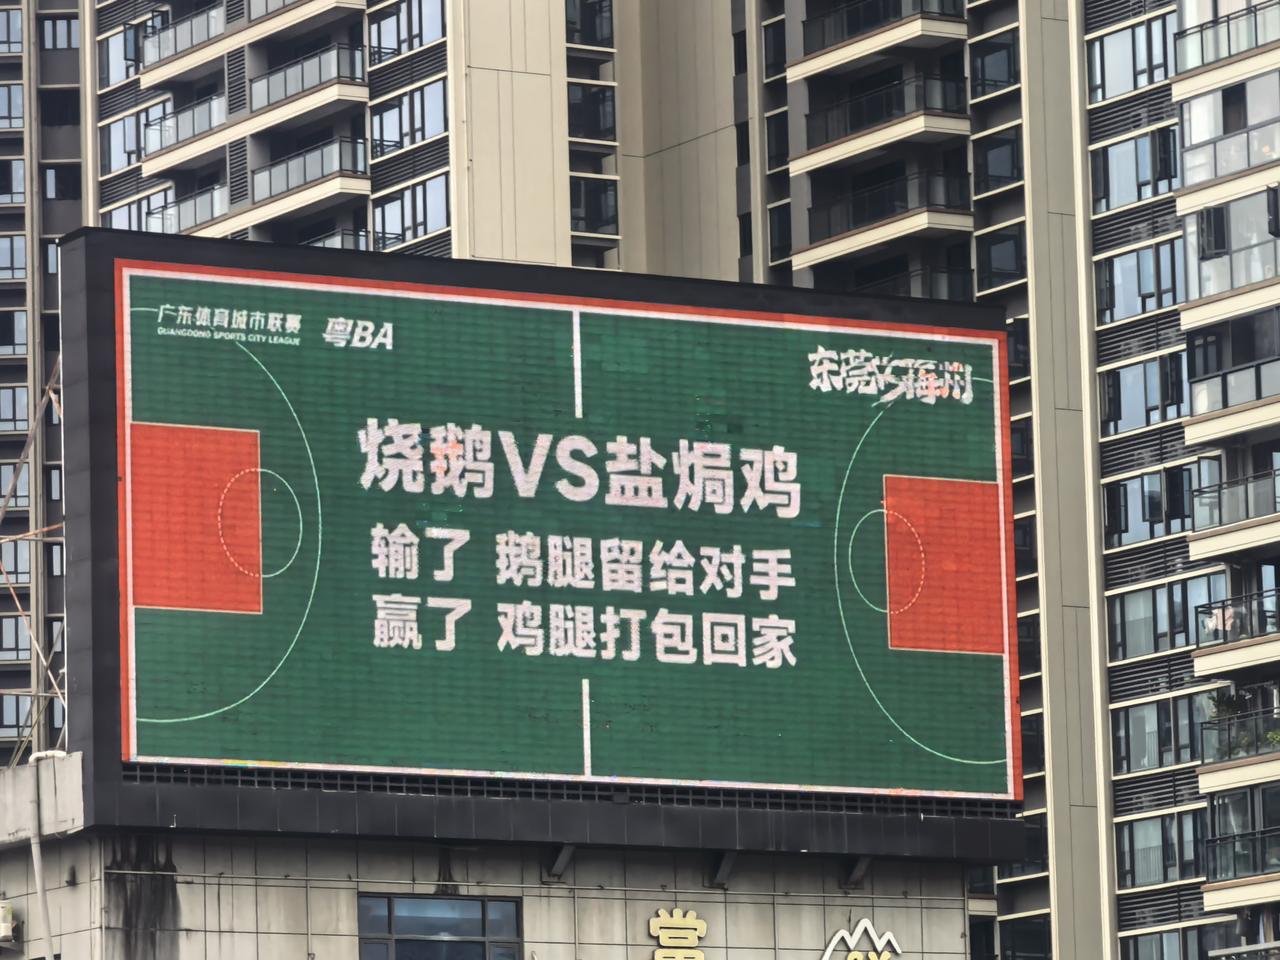 广东体育城市联赛 粤BA
GUANGDONG SPORTS CITY LEAGUE
东莞VS梅州
烧鹅VS盐焗鸡
输了 鹅腿留给对手
赢了 鸡腿打包回家
當